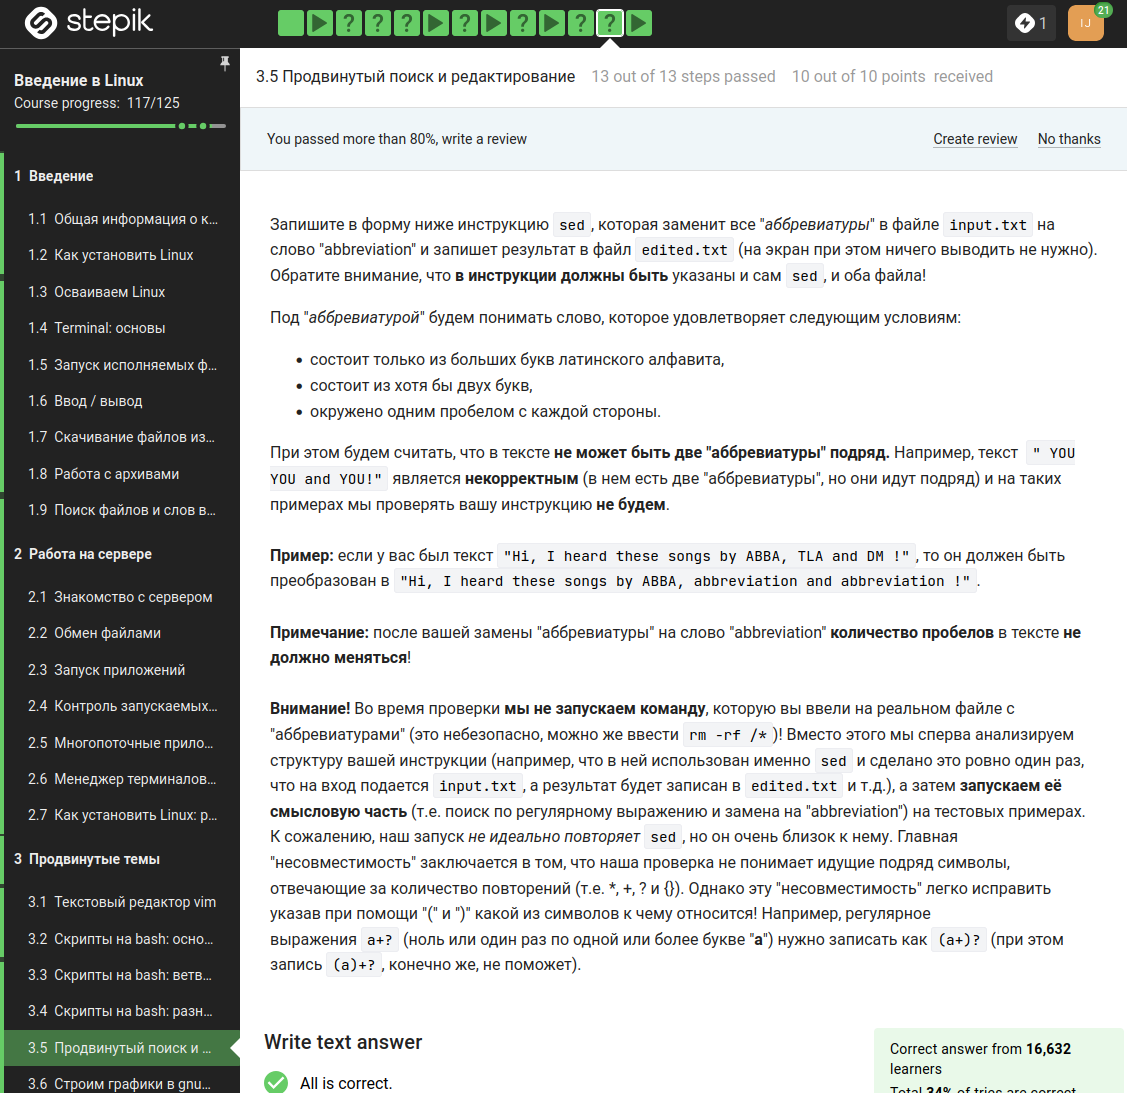 stepik
? ? ? ? ? ? ?
1
IJ
21
Введение в Linux
Course progress: 117/125
3.5 Продвинутый поиск и редактирование 13 out of 13 steps passed 10 out of 10 points received
You passed more than 80%, write a review
Create review No thanks
1 Введение
1.1 Общая информация о к...
1.2 Как установить Linux
1.3 Осваиваем Linux
1.4 Terminal: основы
1.5 Запуск исполняемых ф...
1.6 Ввод / вывод
1.7 Скачивание файлов из...
1.8 Работа с архивами
1.9 Поиск файлов и слов в...
2 Работа на сервере
2.1 Знакомство с сервером
2.2 Обмен файлами
2.3 Запуск приложений
2.4 Контроль запускаемых...
2.5 Многопоточные прило...
2.6 Менеджер терминалов...
2.7 Как установить Linux: р...
3 Продвинутые темы
3.1 Текстовый редактор vim
3.2 Скрипты на bash: осно...
3.3 Скрипты на bash: ветв...
3.4 Скрипты на bash: разн...
3.5 Продвинутый поиск и ...
3.6 Строим графики в gnu...
Запишите в форму ниже инструкцию sed, которая заменит все "аббревиатуры" в файле input.txt на
слово "abbreviation" и запишет результат в файл edited.txt (на экран при этом ничего выводить не нужно).
Обратите внимание, что в инструкции должны быть указаны и сам sed, и оба файла!
Под "аббревиатурой" будем понимать слово, которое удовлетворяет следующим условиям:
• состоит только из больших букв латинского алфавита,
• состоит из хотя бы двух букв,
• окружено одним пробелом с каждой стороны.
При этом будем считать, что в тексте не может быть две "аббревиатуры" подряд. Например, текст " YOU
YOU and YOU!" является некорректным (в нем есть две "аббревиатуры", но они идут подряд) и на таких
примерах мы проверять вашу инструкцию не будем.
Пример: если у вас был текст "Hi, I heard these songs by ABBA, TLA and DM !", то он должен быть
преобразован в "Hi, I heard these songs by ABBA, abbreviation and abbreviation !".
Примечание: после вашей замены "аббревиатуры" на слово "abbreviation" количество пробелов в тексте не
должно меняться!
Внимание! Во время проверки мы не запускаем команду, которую вы ввели на реальном файле с
"аббревиатурами" (это небезопасно, можно же ввести rm -rf /*)! Вместо этого мы сперва анализируем
структуру вашей инструкции (например, что в ней использован именно sed и сделано это ровно один раз,
что на вход подается input.txt, а результат будет записан в edited.txt и т.д.), а затем запускаем её
смысловую часть (т.е. поиск по регулярному выражению и замена на "abbreviation") на тестовых примерах.
К сожалению, наш запуск не идеально повторяет sed, но он очень близок к нему. Главная
"несовместимость" заключается в том, что наша проверка не понимает идущие подряд символы,
отвечающие за количество повторений (т.е. *, +, ? и {}). Однако эту "несовместимость" легко исправить
указав при помощи "(" и ")" какой из символов к чему относится! Например, регулярное
выражения a+? (ноль или один раз по одной или более букве "a") нужно записать как (a+)? (при этом
запись (a)+?, конечно же, не поможет).
Write text answer
All is correct.
Correct answer from 16,632
learners
Total 34% of tries are correct